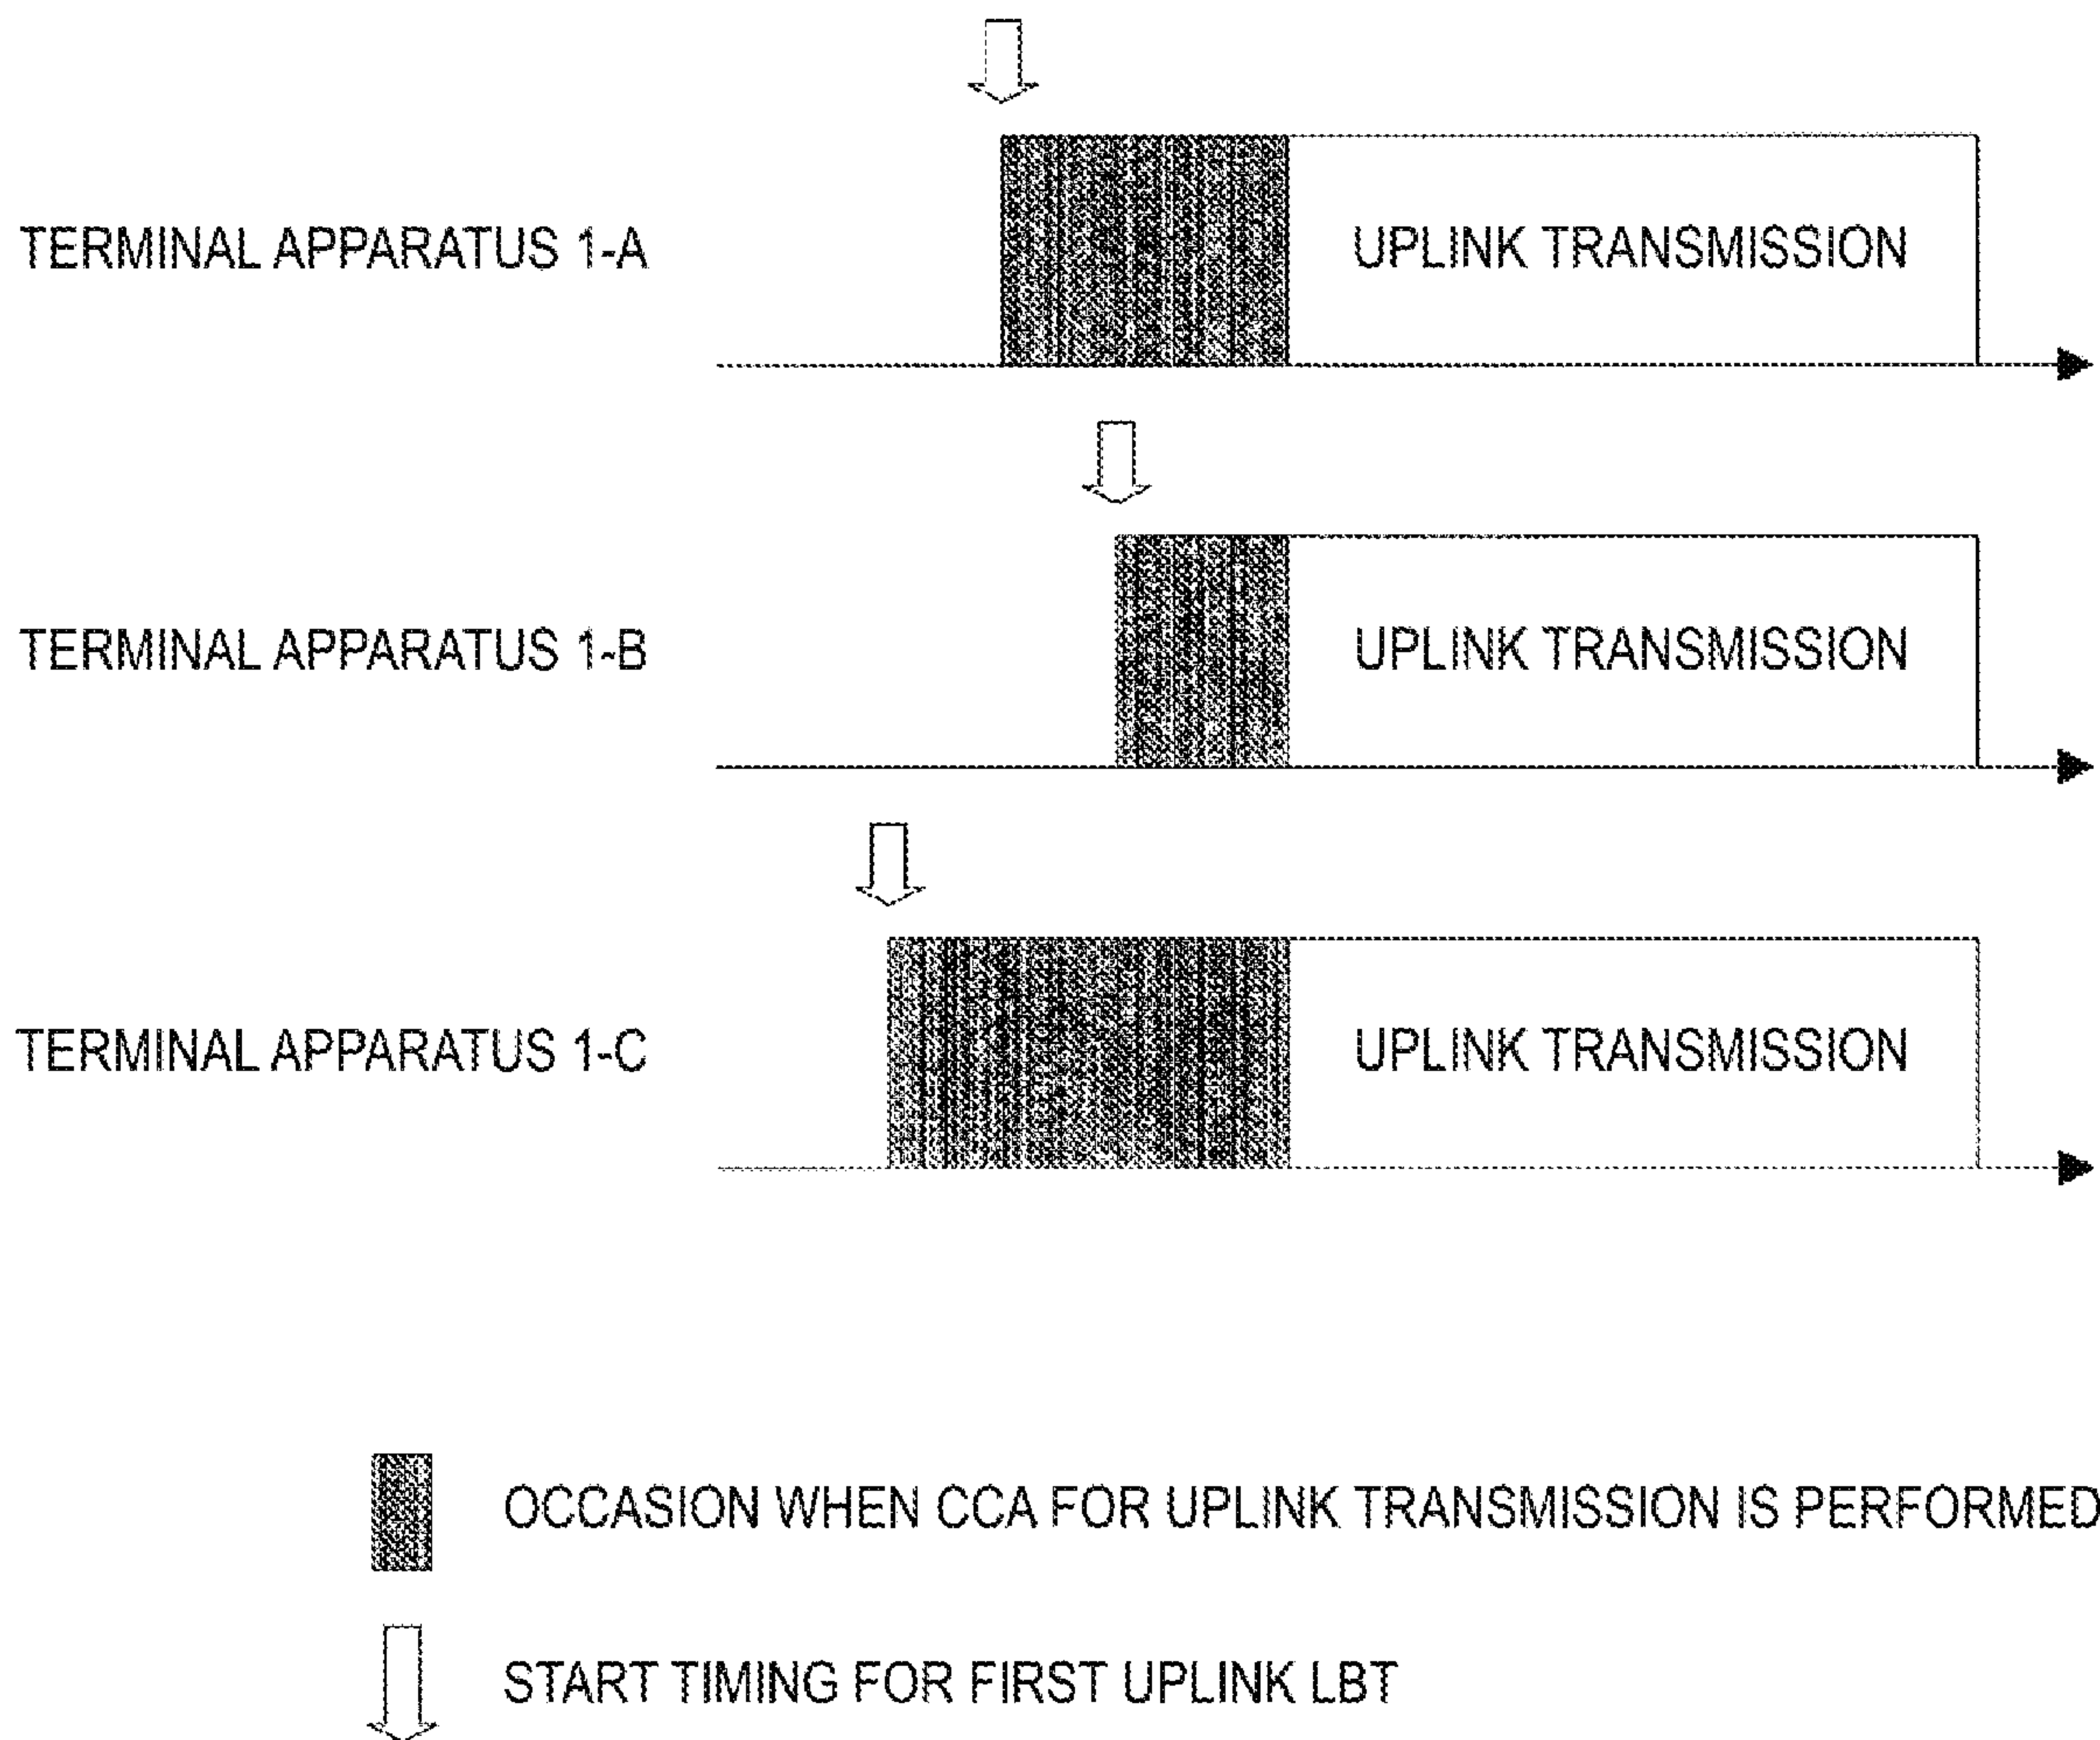 TERMINAL APPARATUS 1-A
UPLINK TRANSMISSION
TERMINAL APPARATUS 1-B
UPLINK TRANSMISSION
TERMINAL APPARATUS 1-C
UPLINK TRANSMISSION
OCCASION WHEN CCA FOR UPLINK TRANSMISSION IS PERFORMED
START TIMING FOR FIRST UPLINK LBT